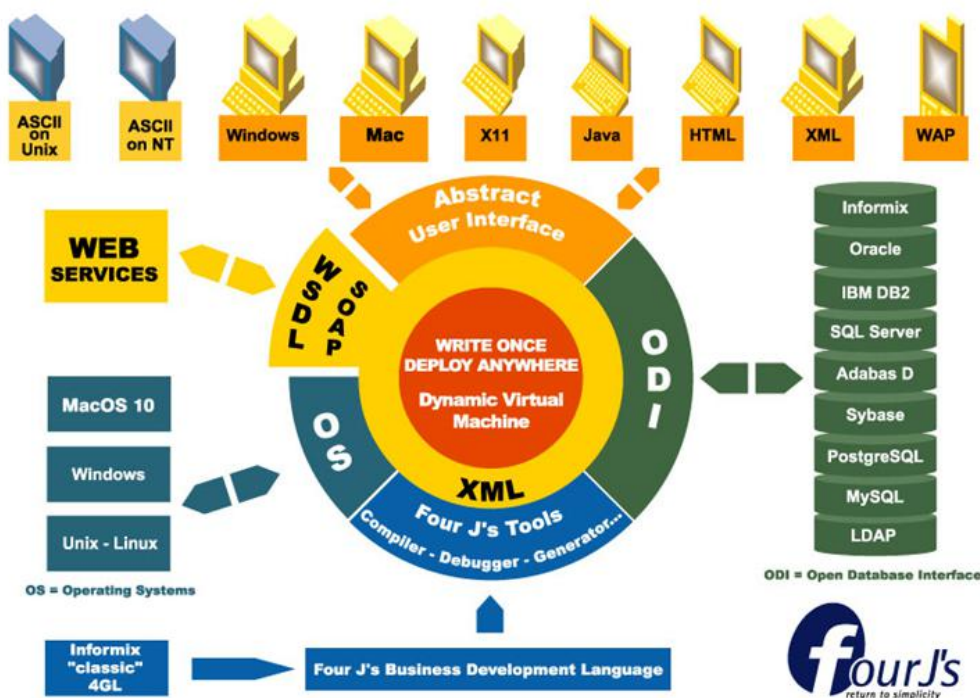 ASCII
on
Unix
ASCII
on NT
Windows
Mac
X11
Java
HTML
XML
WAP
Abstract
User Interface
WEB
SERVICES
WSDL
SOAP
WRITE ONCE
DEPLOY ANYWHERE
Dynamic Virtual
Machine
ODI
OS
XML
Four J's Tools
Compiler - Debugger - Generator...
MacOS 10
Windows
Unix - Linux
OS = Operating Systems
Informix
Oracle
IBM DB2
SQL Server
Adabas D
Sybase
PostgreSQL
MySQL
LDAP
ODI = Open Database Interface
Informix
"classic"
4GL
Four J's Business Development Language
fourJ's
return to simplicity